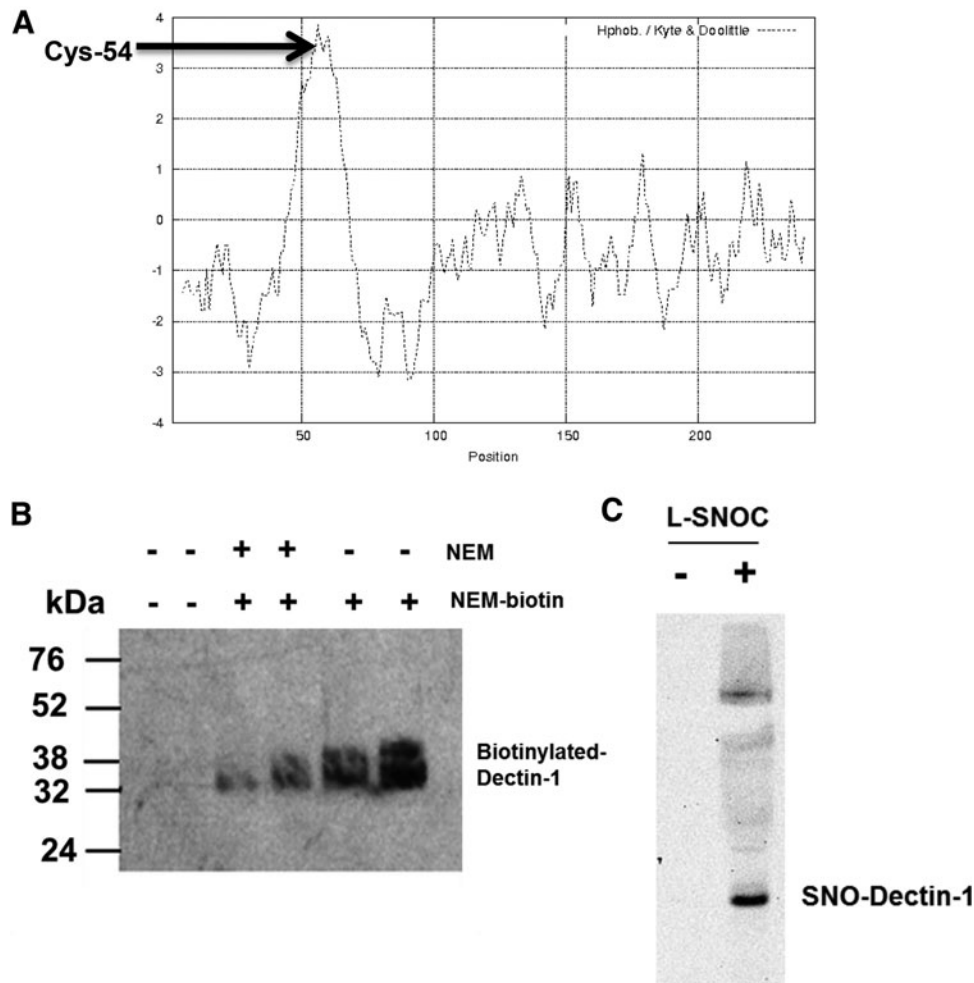 A
Cys-54
Hphob. / Kyte & Doolittle
4
3
2
1
0
-1
-2
-3
-4
50 100 150 200
Position
B
- - + + - - NEM
kDa - - + + + + NEM-biotin
76
52
38
32
24
Biotinylated-
Dectin-1
C
L-SNOC
- +
SNO-Dectin-1